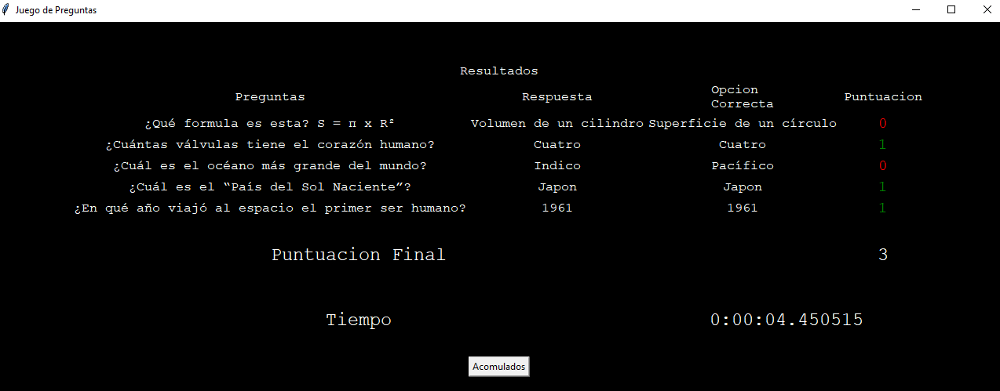 Juego de Preguntas
Resultados
Preguntas Respuesta Opcion Correcta Puntuacion
¿Qué formula es esta? S = π x R² Volumen de un cilindro Superficie de un círculo 0
¿Cuántas válvulas tiene el corazón humano? Cuatro Cuatro 1
¿Cuál es el océano más grande del mundo? Indico Pacífico 0
¿Cuál es el “País del Sol Naciente”? Japon Japon 1
¿En qué año viajó al espacio el primer ser humano? 1961 1961 1
Puntuacion Final 3
Tiempo 0:00:04.450515
Acomulados